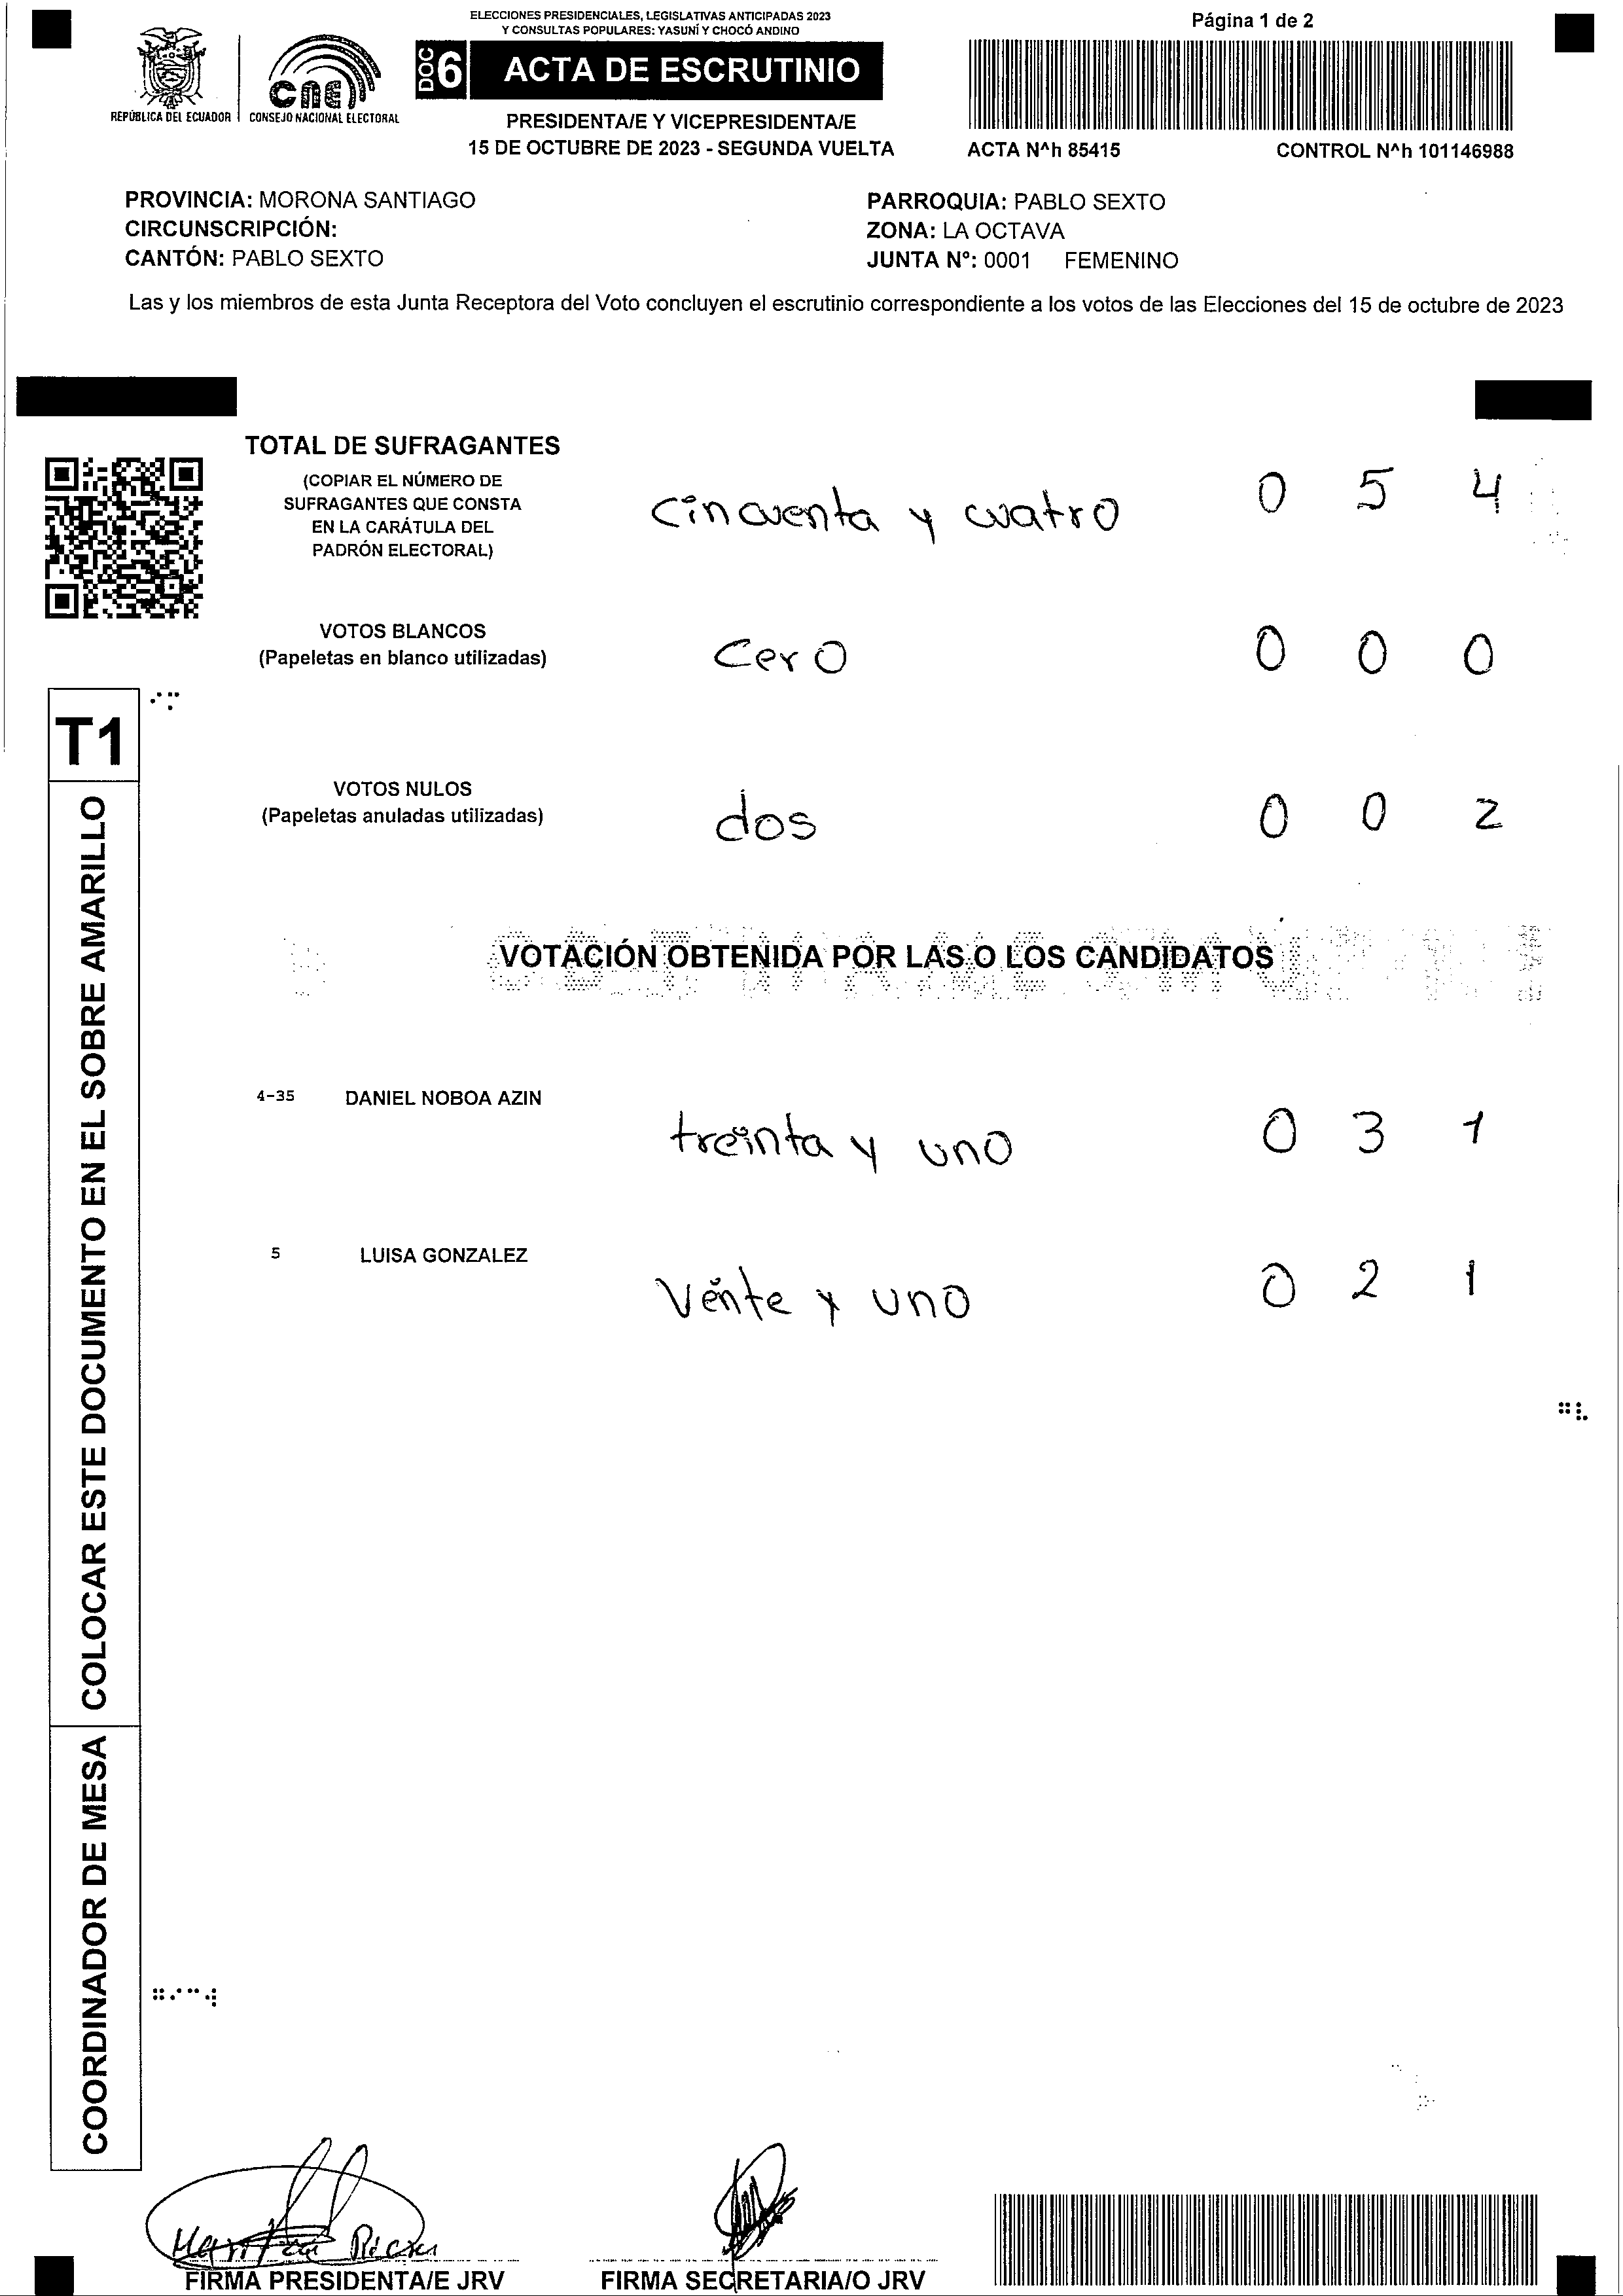 ELECCIONES PRESIDENCIALES, LEGISLATIVAS ANTICIPADAS 2023
Y CONSULTAS POPULARES: YASUNÍ Y CHOCÓ ANDINO
Página 1 de 2
REPÚBLICA DEL ECUADOR
cne
CONSEJO NACIONAL ELECTORAL
DOC 6 ACTA DE ESCRUTINIO
PRESIDENTA/E Y VICEPRESIDENTA/E
15 DE OCTUBRE DE 2023 - SEGUNDA VUELTA
ACTA N^h 85415 CONTROL N^h 101146988
PROVINCIA: MORONA SANTIAGO
CIRCUNSCRIPCIÓN:
CANTÓN: PABLO SEXTO
PARROQUIA: PABLO SEXTO
ZONA: LA OCTAVA
JUNTA Nº: 0001 FEMENINO
Las y los miembros de esta Junta Receptora del Voto concluyen el escrutinio correspondiente a los votos de las Elecciones del 15 de octubre de 2023
TOTAL DE SUFRAGANTES
(COPIAR EL NÚMERO DE
SUFRAGANTES QUE CONSTA
EN LA CARÁTULA DEL
PADRÓN ELECTORAL)
cincuenta y cuatro 0 5 4
VOTOS BLANCOS
(Papeletas en blanco utilizadas)
cero 0 0 0
VOTOS NULOS
(Papeletas anuladas utilizadas)
dos 0 0 2
VOTACIÓN OBTENIDA POR LAS O LOS CANDIDATOS
4-35 DANIEL NOBOA AZIN
treinta y uno 0 3 1
5 LUISA GONZALEZ
Vente y uno 0 2 1
T1
COLOCAR ESTE DOCUMENTO EN EL SOBRE AMARILLO
COORDINADOR DE MESA
FIRMA PRESIDENTA/E JRV
FIRMA SECRETARIA/O JRV